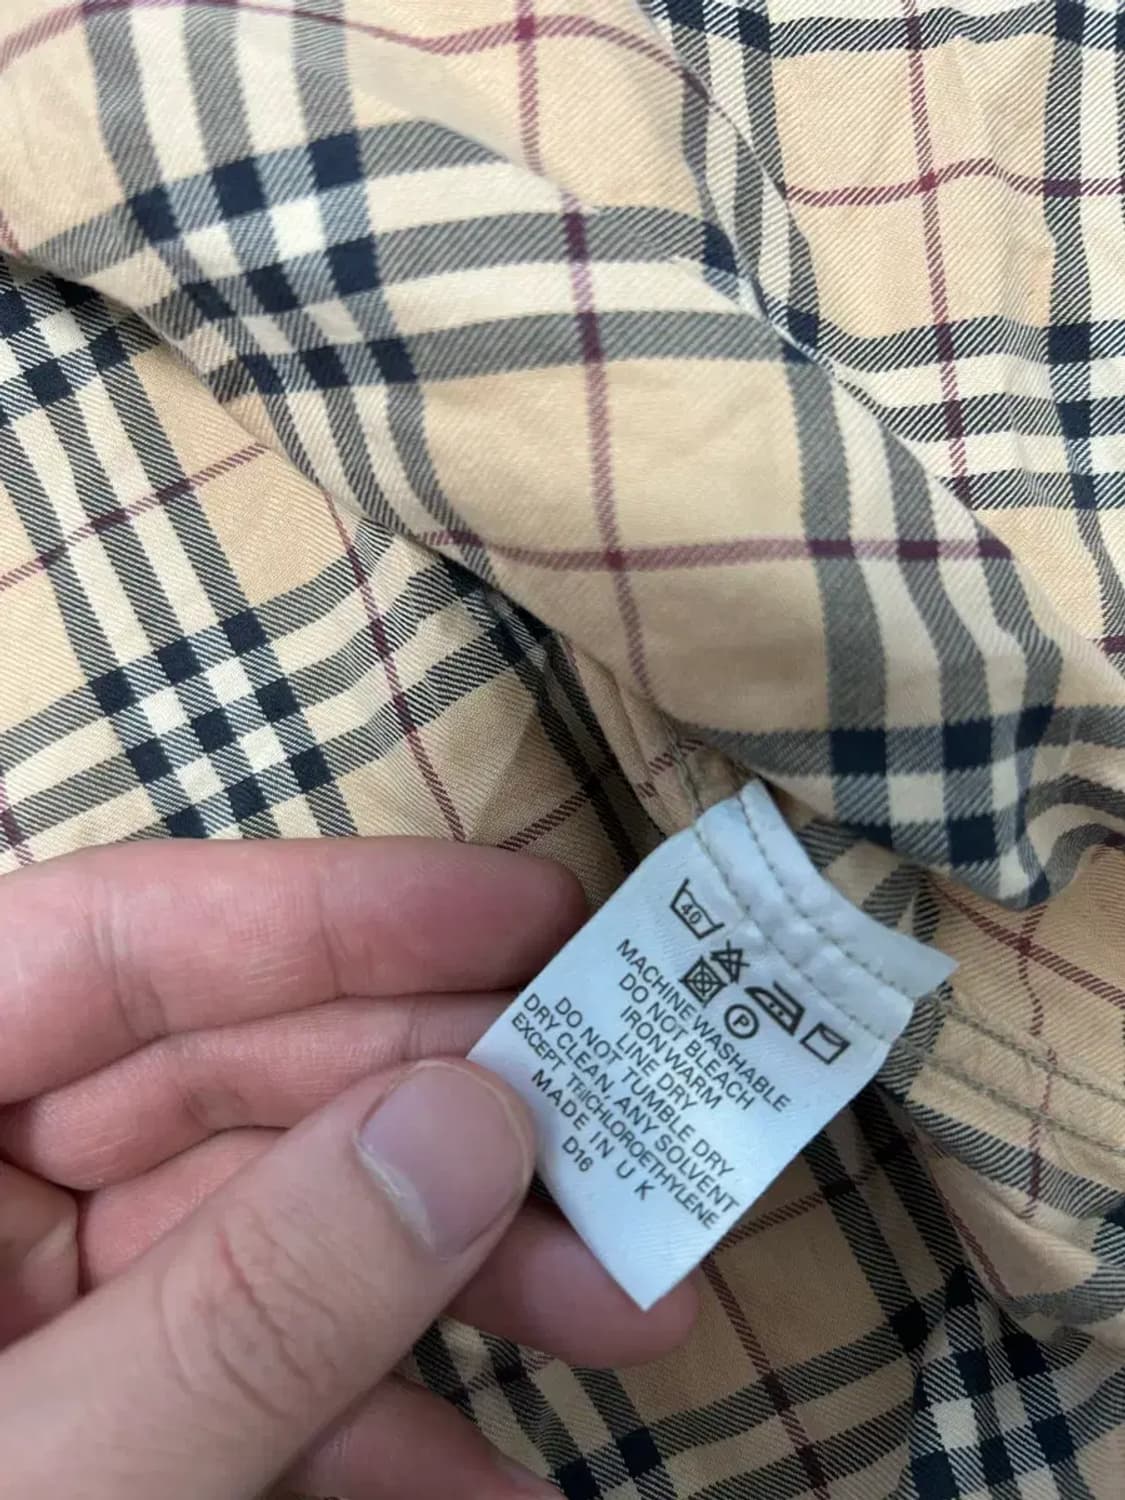 40
P
MACHINE WASHABLE
DO NOT BLEACH
IRON WARM
LINE DRY
DO NOT TUMBLE DRY
DRY CLEAN, ANY SOLVENT
EXCEPT TRICHLOROETHYLENE
MADE IN U K
D16